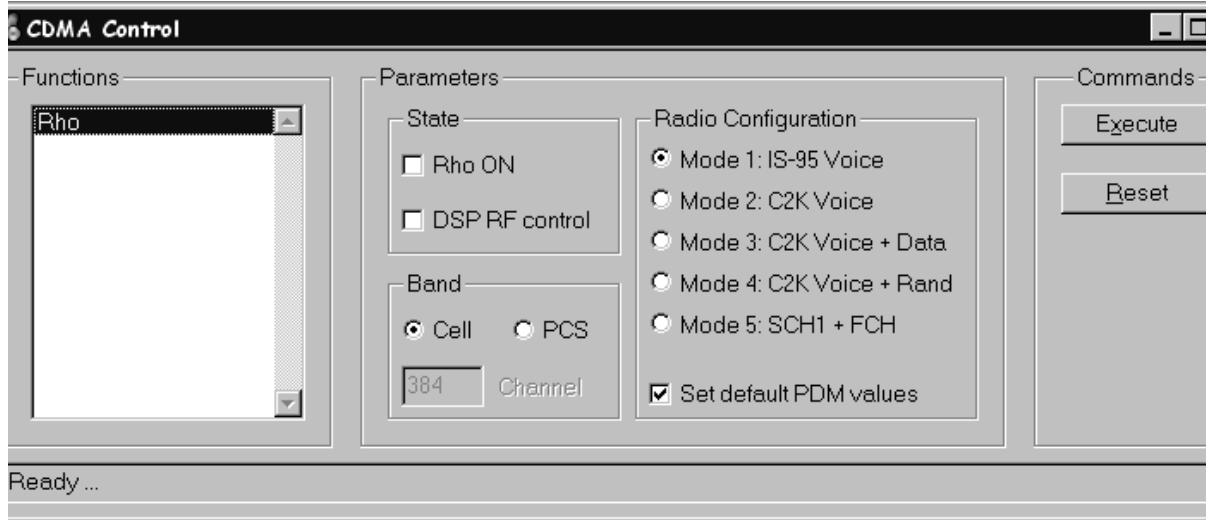 CDMA Control
Functions
Rho
Parameters
State
Rho ON
DSP RF control
Band
Cell
PCS
384
Channel
Radio Configuration
Mode 1: IS-95 Voice
Mode 2: C2K Voice
Mode 3: C2K Voice + Data
Mode 4: C2K Voice + Rand
Mode 5: SCH1 + FCH
Set default PDM values
Commands
Execute
Reset
Ready ...